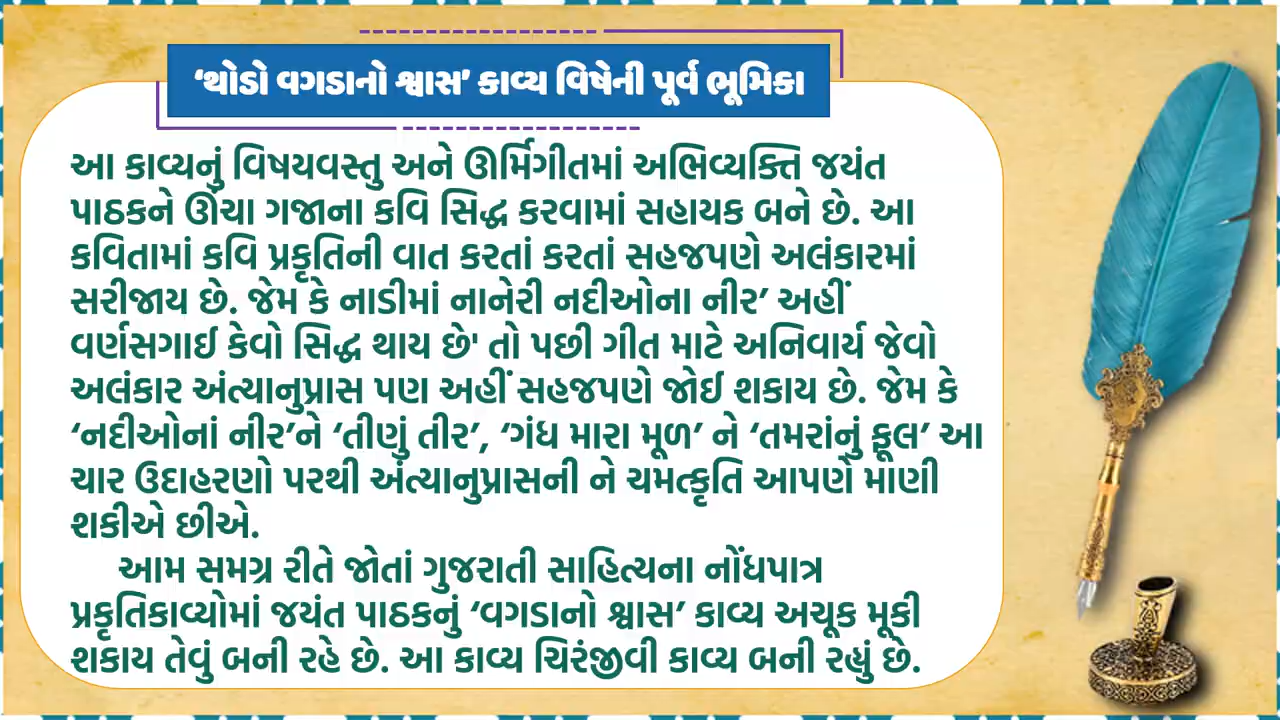 ‘થોડો વગડાનો શ્વાસ’ કાવ્ય વિષેની પૂર્વ ભૂમિકા
આ કાવ્યનું વિષયવસ્તુ અને ઊર્મિગીતમાં અભિવ્યક્તિ જયંત
પાઠકને ઊંચા ગજાના કવિ સિદ્ધ કરવામાં સહાયક બને છે. આ
કવિતામાં કવિ પ્રકૃતિની વાત કરતાં કરતાં સહજપણે અલંકારમાં
સરીજાય છે. જેમ કે નાડીમાં નાનેરી નદીઓના નીર’ અહીં
વર્ણસગાઈ કેવો સિદ્ધ થાય છે' તો પછી ગીત માટે અનિવાર્ય જેવો
અલંકાર અંત્યાનુપ્રાસ પણ અહીં સહજપણે જોઈ શકાય છે. જેમ કે
‘નદીઓનાં નીર’ને ‘તીણું તીર’, ‘ગંધ મારા મૂળ’ ને ‘તમરાંનું ફૂલ’ આ
ચાર ઉદાહરણો પરથી અંત્યાનુપ્રાસની ને ચમત્કૃતિ આપણે માણી
શકીએ છીએ.
આમ સમગ્ર રીતે જોતાં ગુજરાતી સાહિત્યના નોંધપાત્ર
પ્રકૃતિકાવ્યોમાં જયંત પાઠકનું ‘વગડાનો શ્વાસ’ કાવ્ય અચૂક મૂકી
શકાય તેવું બની રહે છે. આ કાવ્ય ચિરંજીવી કાવ્ય બની રહ્યું છે.